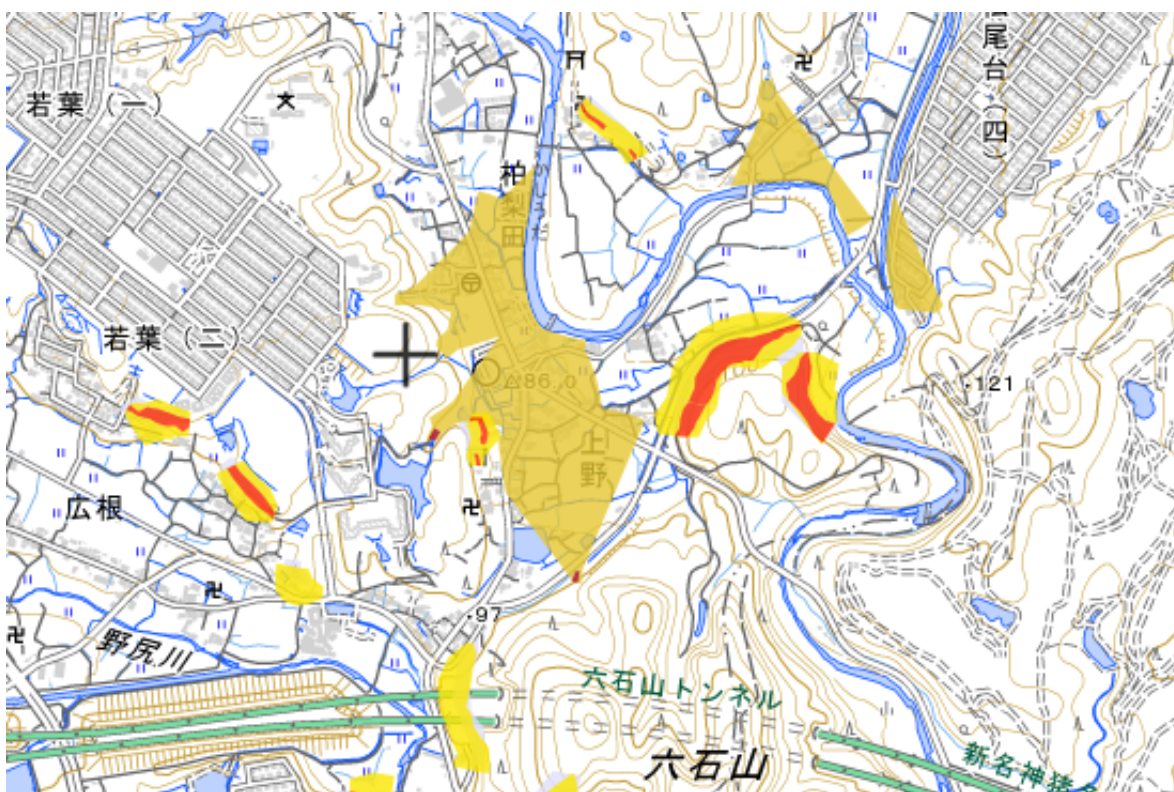 若葉（一）
尾台（四）
柏梨田
若葉（二）
△86.0
・121
上野
広根
・97
野尻川
六石山トンネル
六石山
新名神猪